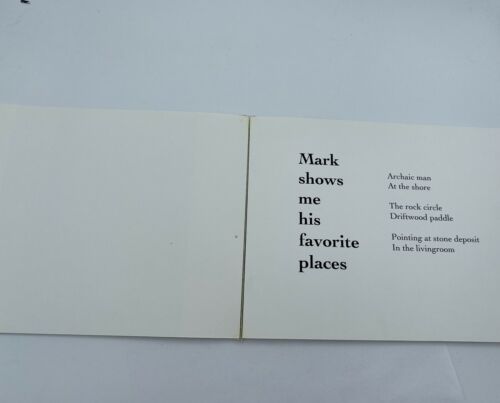 Mark
shows
me
his
favorite
places
Archaic man
At the shore
The rock circle
Driftwood paddle
Pointing at stone deposit
In the livingroom